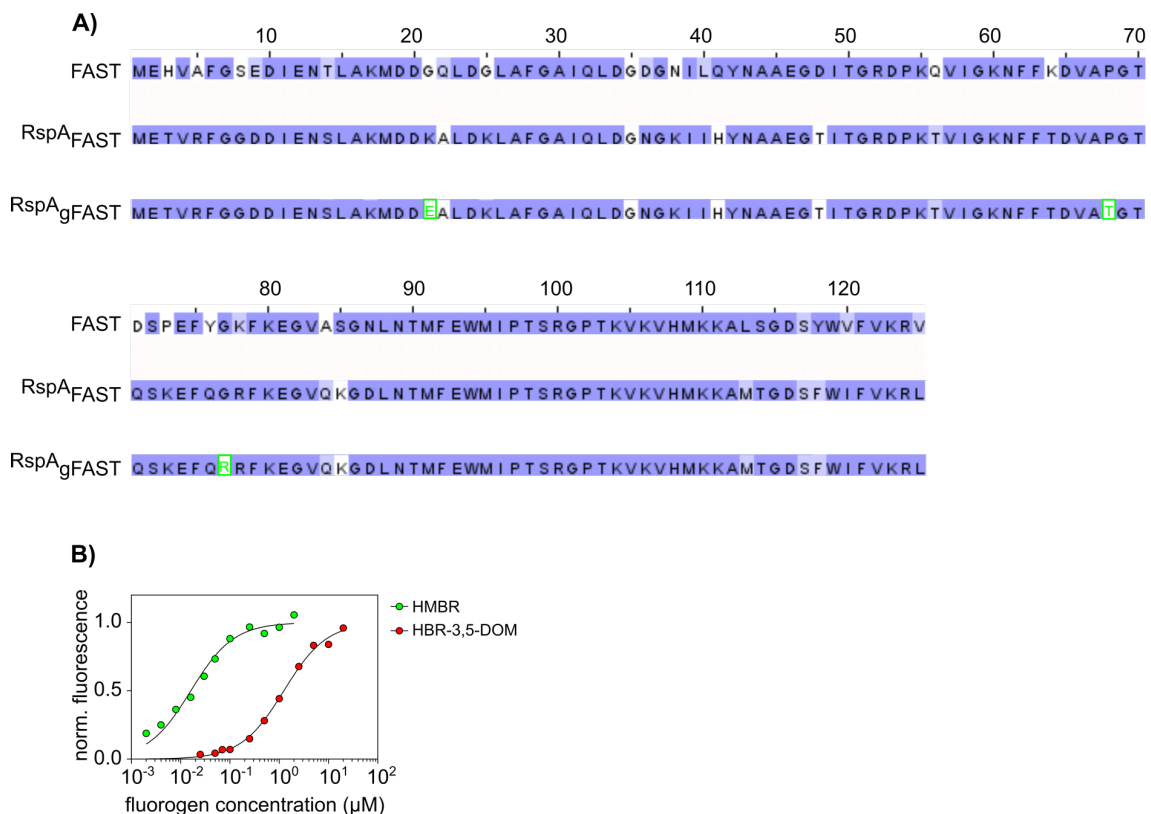 A)
10 20 30 40 50 60 70
FAST MEHVAFGSEDIENTLAKMDDGQLDGLAFGAIQLDGDGNILQYNAAEGDITGRDPKQVIGKNFFKDVAPGT
RspAFAST METVRFGGDDIENSLAKMDDKALDKLAFGAIQLDGNGKIIHYNAAEGTITGRDPKTVIGKNFFTDVAPGT
RspAgFAST METVRFGGDDIENSLAKMDDEALDKLAFGAIQLDGNGKIIHYNAAEGTITGRDPKTVIGKNFFTDVATGT
80 90 100 110 120
FAST DSPEFYGKFKEGVASGNLNTMFEWMIPTSRGPTKVKVHMKKALSGDSYWVFVKRV
RspAFAST QSKEFQGRFKEGVQKGDLNTMFEWMIPTSRGPTKVKVHMKKAMTGDSFWIFVKRL
RspAgFAST QSKEFQRRFKEGVQKGDLNTMFEWMIPTSRGPTKVKVHMKKAMTGDSFWIFVKRL
B)
norm. fluorescence
1.0
0.5
0.0
10⁻³ 10⁻² 10⁻¹ 10⁰ 10¹ 10²
fluorogen concentration (µM)
HMBR
HBR-3,5-DOM